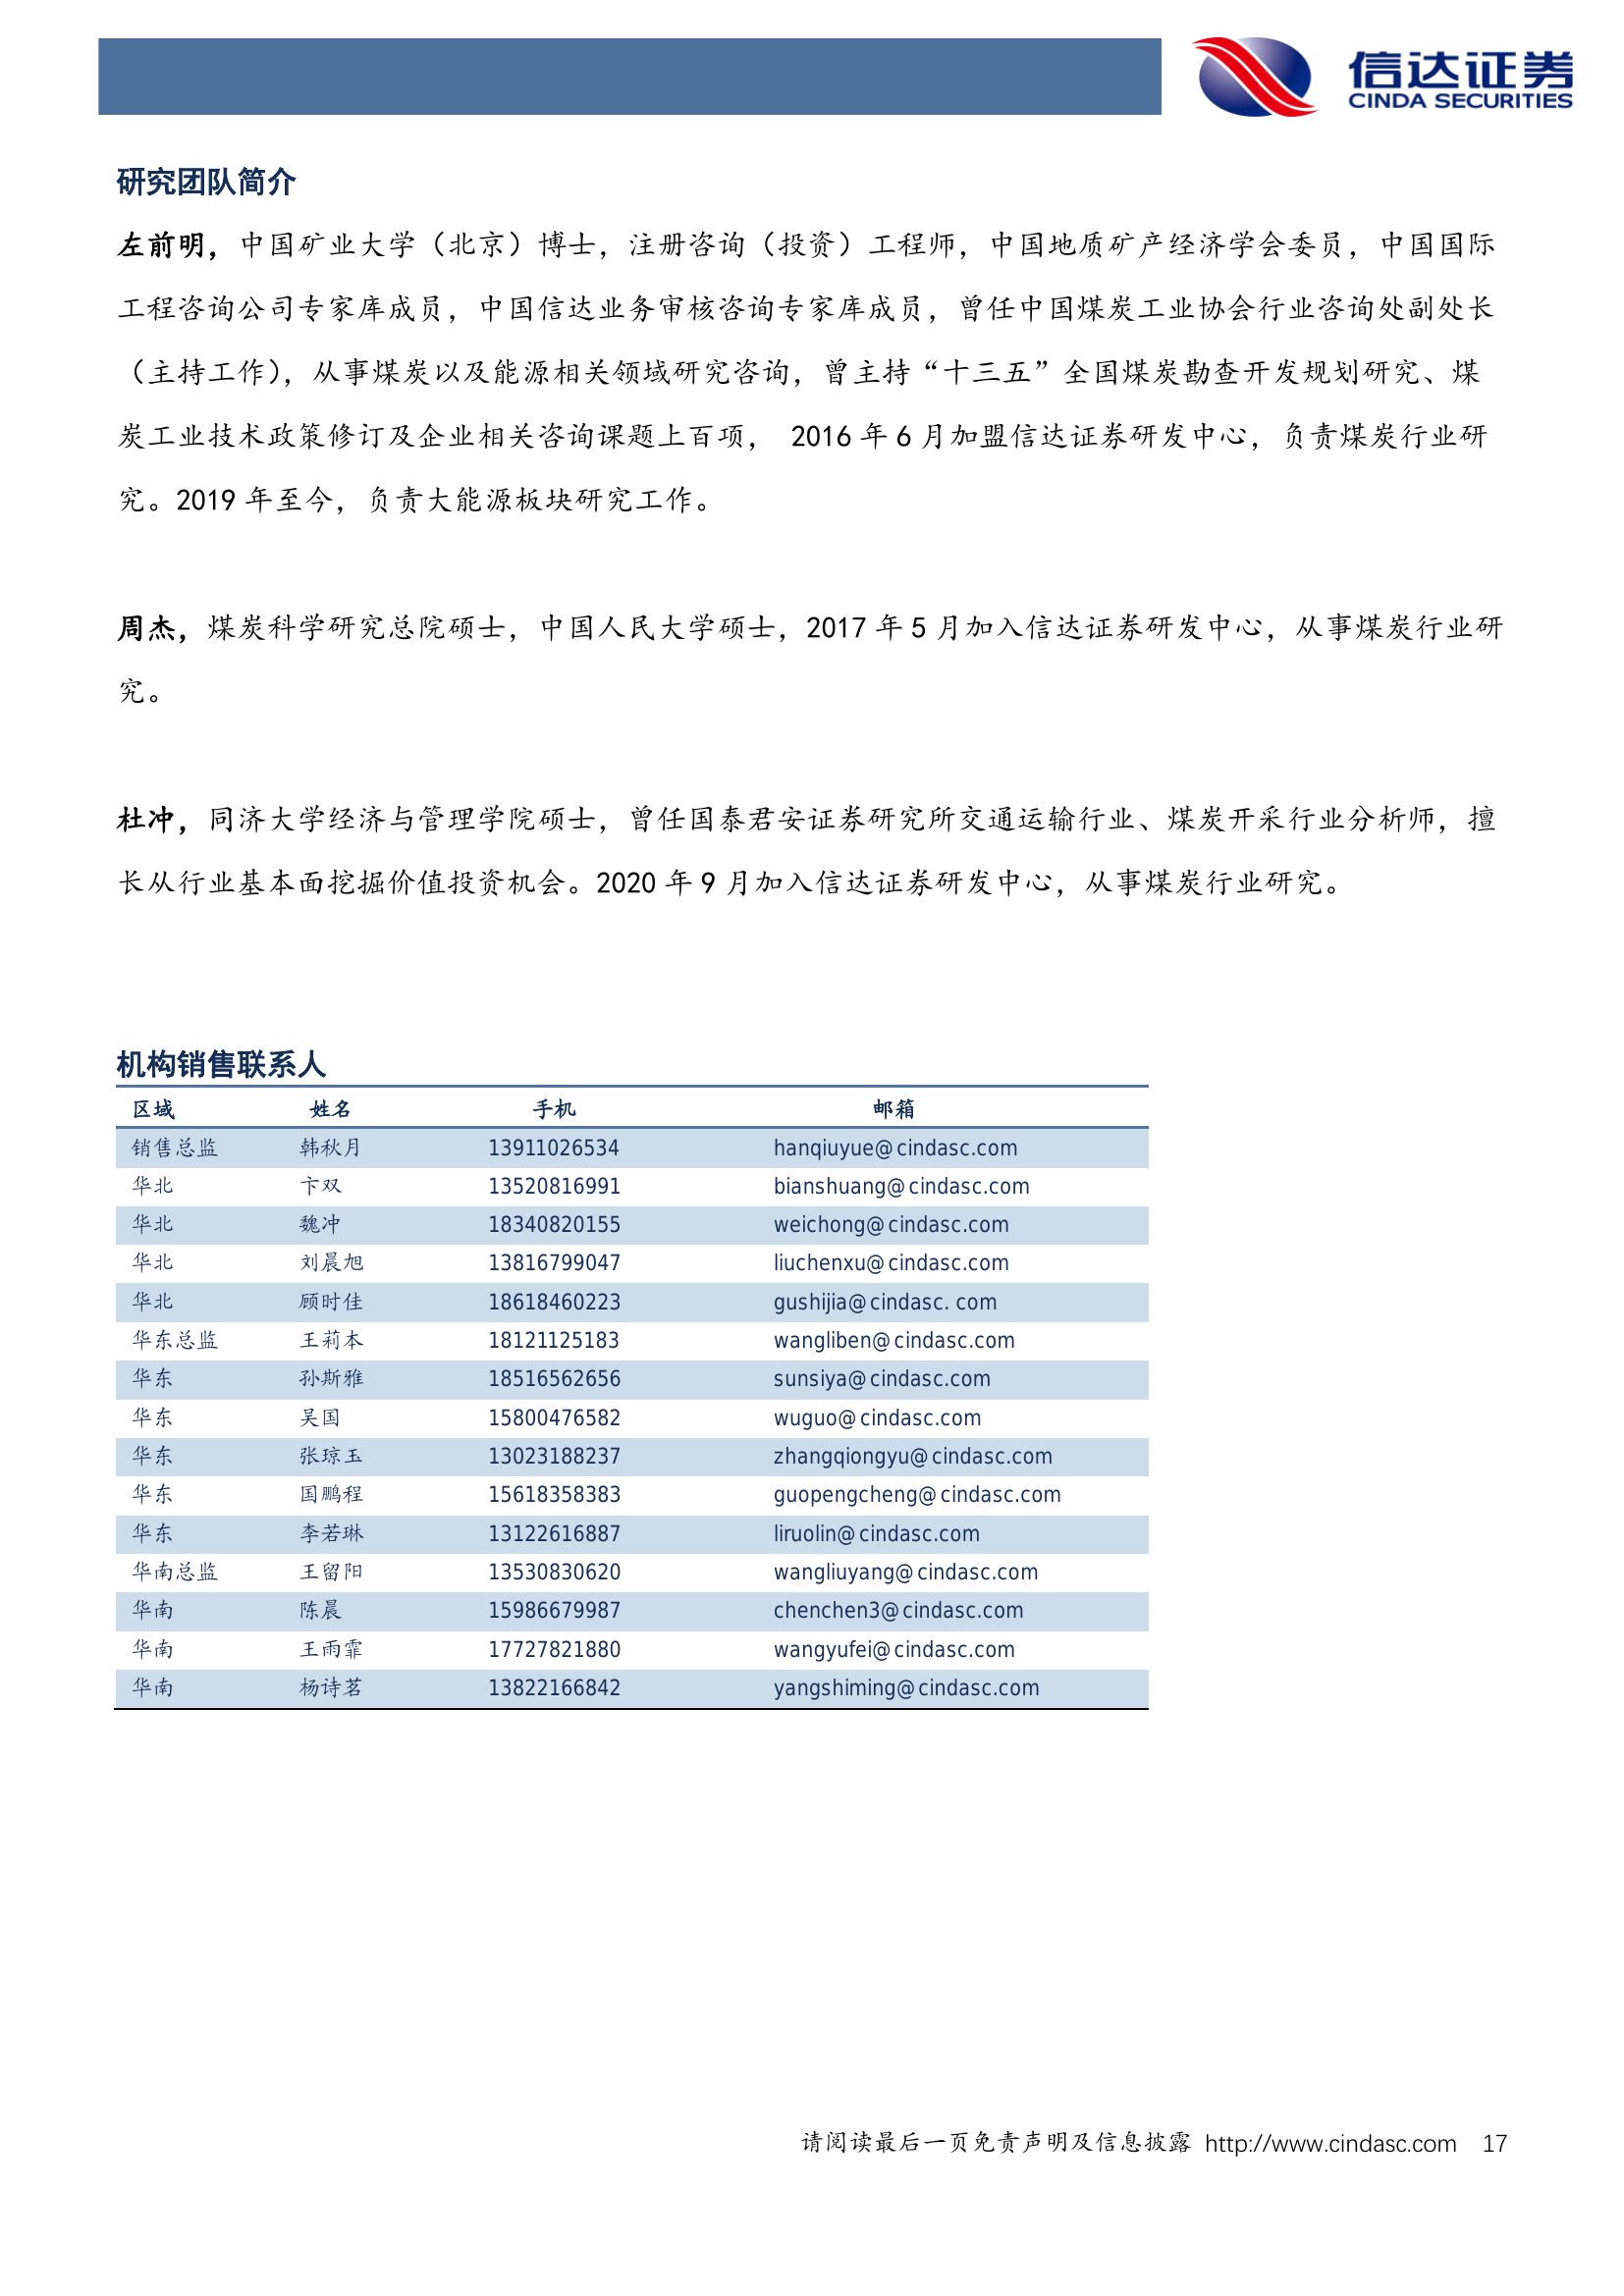 信达证券
CINDA SECURITIES
研究团队简介
左前明，中国矿业大学（北京）博士，注册咨询（投资）工程师，中国地质矿产经济学会委员，中国国际
工程咨询公司专家库成员，中国信达业务审核咨询专家库成员，曾任中国煤炭工业协会行业咨询处副处长
（主持工作），从事煤炭以及能源相关领域研究咨询，曾主持“十三五”全国煤炭勘查开发规划研究、煤
炭工业技术政策修订及企业相关咨询课题上百项， 2016 年 6 月加盟信达证券研发中心，负责煤炭行业研
究。2019 年至今，负责大能源板块研究工作。
周杰，煤炭科学研究总院硕士，中国人民大学硕士，2017 年 5 月加入信达证券研发中心，从事煤炭行业研
究。
杜冲，同济大学经济与管理学院硕士，曾任国泰君安证券研究所交通运输行业、煤炭开采行业分析师，擅
长从行业基本面挖掘价值投资机会。2020 年 9 月加入信达证券研发中心，从事煤炭行业研究。
机构销售联系人
区域 姓名 手机 邮箱
销售总监 韩秋月 13911026534 hanqiuyue@cindasc.com
华北 卞双 13520816991 bianshuang@cindasc.com
华北 魏冲 18340820155 weichong@cindasc.com
华北 刘晨旭 13816799047 liuchenxu@cindasc.com
华北 顾时佳 18618460223 gushijia@cindasc. com
华东总监 王莉本 18121125183 wangliben@cindasc.com
华东 孙斯雅 18516562656 sunsiya@cindasc.com
华东 吴国 15800476582 wuguo@cindasc.com
华东 张琼玉 13023188237 zhangqiongyu@cindasc.com
华东 国鹏程 15618358383 guopengcheng@cindasc.com
华东 李若琳 13122616887 liruolin@cindasc.com
华南总监 王留阳 13530830620 wangliuyang@cindasc.com
华南 陈晨 15986679987 chenchen3@cindasc.com
华南 王雨霏 17727821880 wangyufei@cindasc.com
华南 杨诗茗 13822166842 yangshiming@cindasc.com
请阅读最后一页免责声明及信息披露 http://www.cindasc.com 17